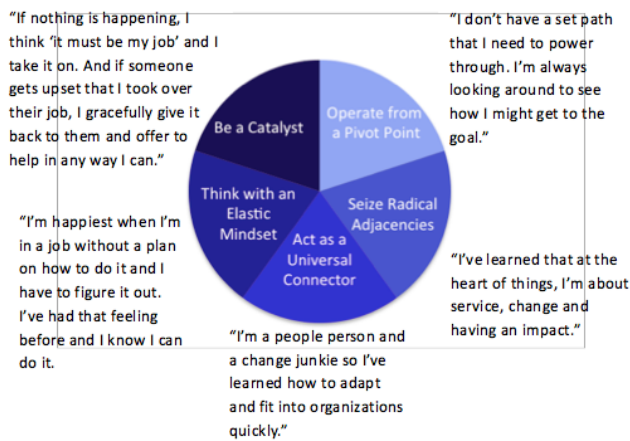 “If nothing is happening, I
think ‘it must be my job’ and I
take it on. And if someone
gets upset that I took over
their job, I gracefully give it
back to them and offer to
help in any way I can.”
“I don’t have a set path
that I need to power
through. I’m always
looking around to see
how I might get to the
goal.”
Be a Catalyst
Operate from
a Pivot Point
Think with an
Elastic
Mindset
Seize Radical
Adjacencies
Act as a
Universal
Connector
“I’m happiest when I’m
in a job without a plan
on how to do it and I
have to figure it out.
I’ve had that feeling
before and I know I can
do it.
“I’ve learned that at the
heart of things, I’m about
service, change and
having an impact.”
“I’m a people person and
a change junkie so I’ve
learned how to adapt
and fit into organizations
quickly.”